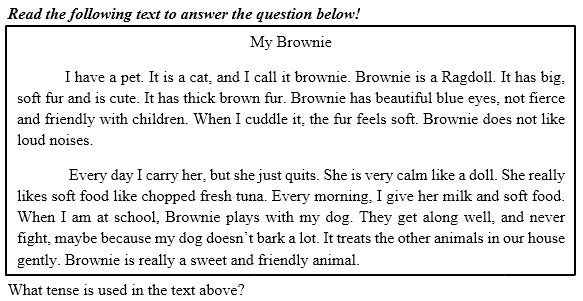 Read the following text to answer the question below!
My Brownie
I have a pet. It is a cat, and I call it brownie. Brownie is a Ragdoll. It has big,
soft fur and is cute. It has thick brown fur. Brownie has beautiful blue eyes, not fierce
and friendly with children. When I cuddle it, the fur feels soft. Brownie does not like
loud noises.
Every day I carry her, but she just quits. She is very calm like a doll. She really
likes soft food like chopped fresh tuna. Every morning, I give her milk and soft food.
When I am at school, Brownie plays with my dog. They get along well, and never
fight, maybe because my dog doesn't bark a lot. It treats the other animals in our house
gently. Brownie is really a sweet and friendly animal.
What tense is used in the text above?